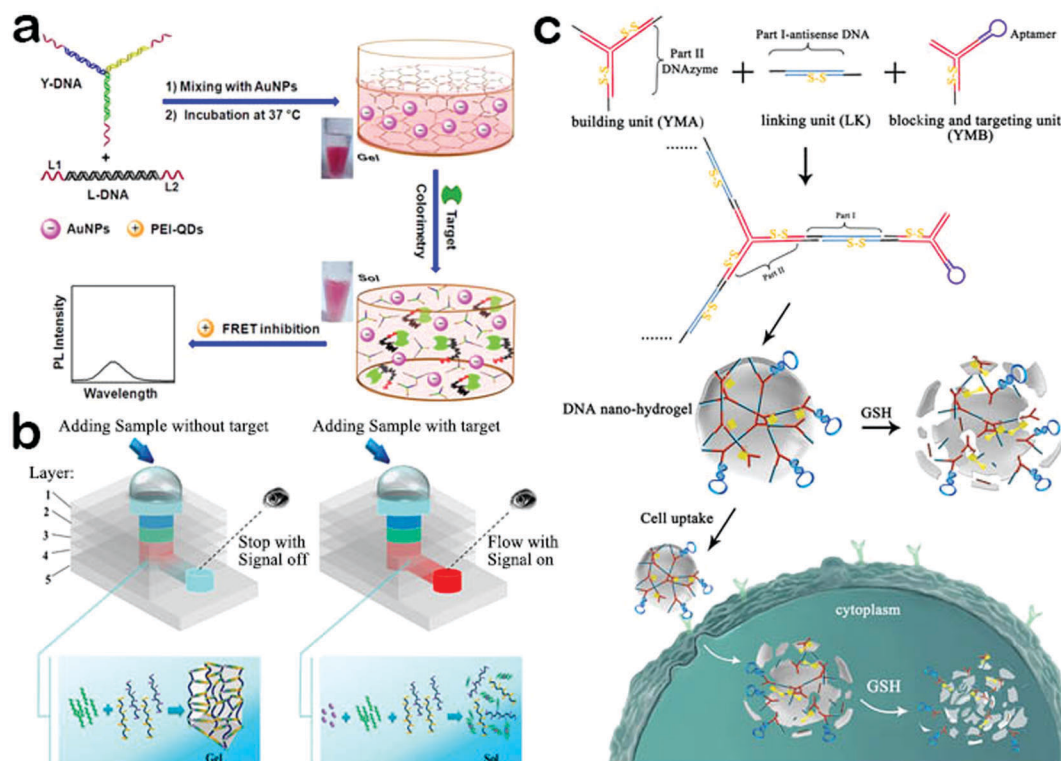 a
Y-DNA
+
L1
L2
L-DNA
AuNPs
PEI-QDs
1) Mixing with AuNPs
2) Incubation at 37 °C
Gel
Target
Colorimetry
Sol
FRET inhibition
PL Intensity
Wavelength
b
Adding Sample without target
Adding Sample with target
Layer:
1
2
3
4
5
Stop with
Signal off
Flow with
Signal on
Gel
Sol
c
S-S
S-S
Part II
DNAzyme
building unit (YMA)
+
Part I-antisense DNA
S-S
linking unit (LK)
+
S-S
Aptamer
blocking and targeting unit
(YMB)
.......
S-S
S-S
Part I
S-S
S-S
S-S
S-S
Part II
S-S
.......
DNA nano-hydrogel
GSH
Cell uptake
cytoplasm
GSH